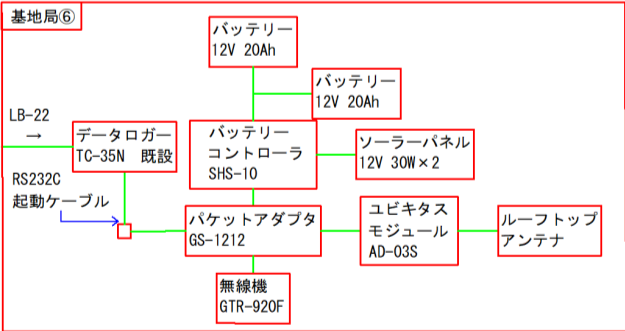 基地局⑥
バッテリー
12V 20Ah
バッテリー
12V 20Ah
LB-22
→
データロガー
TC-35N 既設
バッテリー
コントローラ
SHS-10
ソーラーパネル
12V 30W×2
RS232C
起動ケーブル
パケットアダプタ
GS-1212
ユビキタス
モジュール
AD-03S
ルーフトップ
アンテナ
無線機
GTR-920F